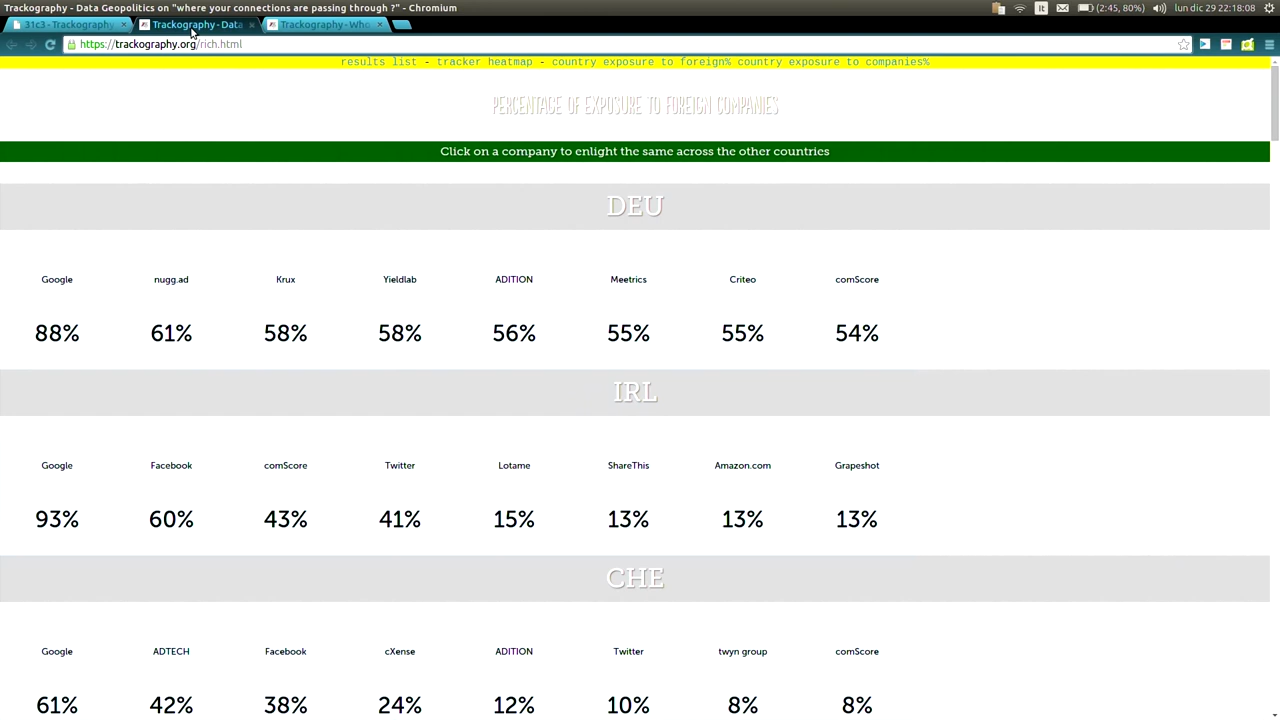 Trackography - Data Geopolitics on "where your connections are passing through ?" - Chromium
It (2:45, 80%) lun dic 29 22:18:08
31c3 - Trackography × Trackography - Data × Trackography - Who ×
https://trackography.org/rich.html
results list - tracker heatmap - country exposure to foreign% country exposure to companies%
PERCENTAGE OF EXPOSURE TO FOREIGN COMPANIES
Click on a company to enlight the same across the other countries
DEU
Google nugg.ad Krux Yieldlab ADITION Meetrics Criteo comScore
88% 61% 58% 58% 56% 55% 55% 54%
IRL
Google Facebook comScore Twitter Lotame ShareThis Amazon.com Grapeshot
93% 60% 43% 41% 15% 13% 13% 13%
CHE
Google ADTECH Facebook cXense ADITION Twitter twyn group comScore
61% 42% 38% 24% 12% 10% 8% 8%